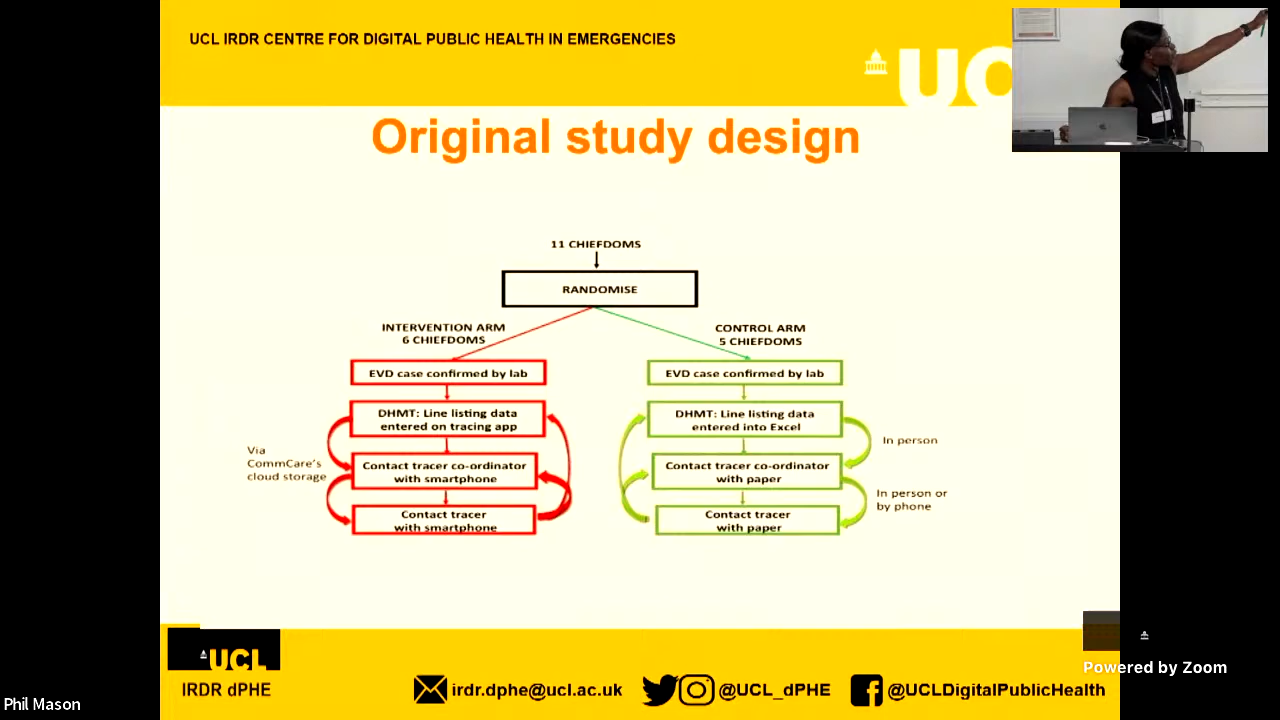 UCL IRDR CENTRE FOR DIGITAL PUBLIC HEALTH IN EMERGENCIES
UC
Original study design
11 CHIEFDOMS
RANDOMISE
INTERVENTION ARM
6 CHIEFDOMS
CONTROL ARM
5 CHIEFDOMS
EVD case confirmed by lab
EVD case confirmed by lab
DHMT: Line listing data
entered on tracing app
DHMT: Line listing data
entered into Excel
In person
Via
CommCare's
cloud storage
Contact tracer co-ordinator
with smartphone
Contact tracer co-ordinator
with paper
In person or
by phone
Contact tracer
with smartphone
Contact tracer
with paper
UCL
IRDR dPHE
irdr.dphe@ucl.ac.uk
@UCL_dPHE
@UCLDigitalPublicHealth
Powered by Zoom
Phil Mason